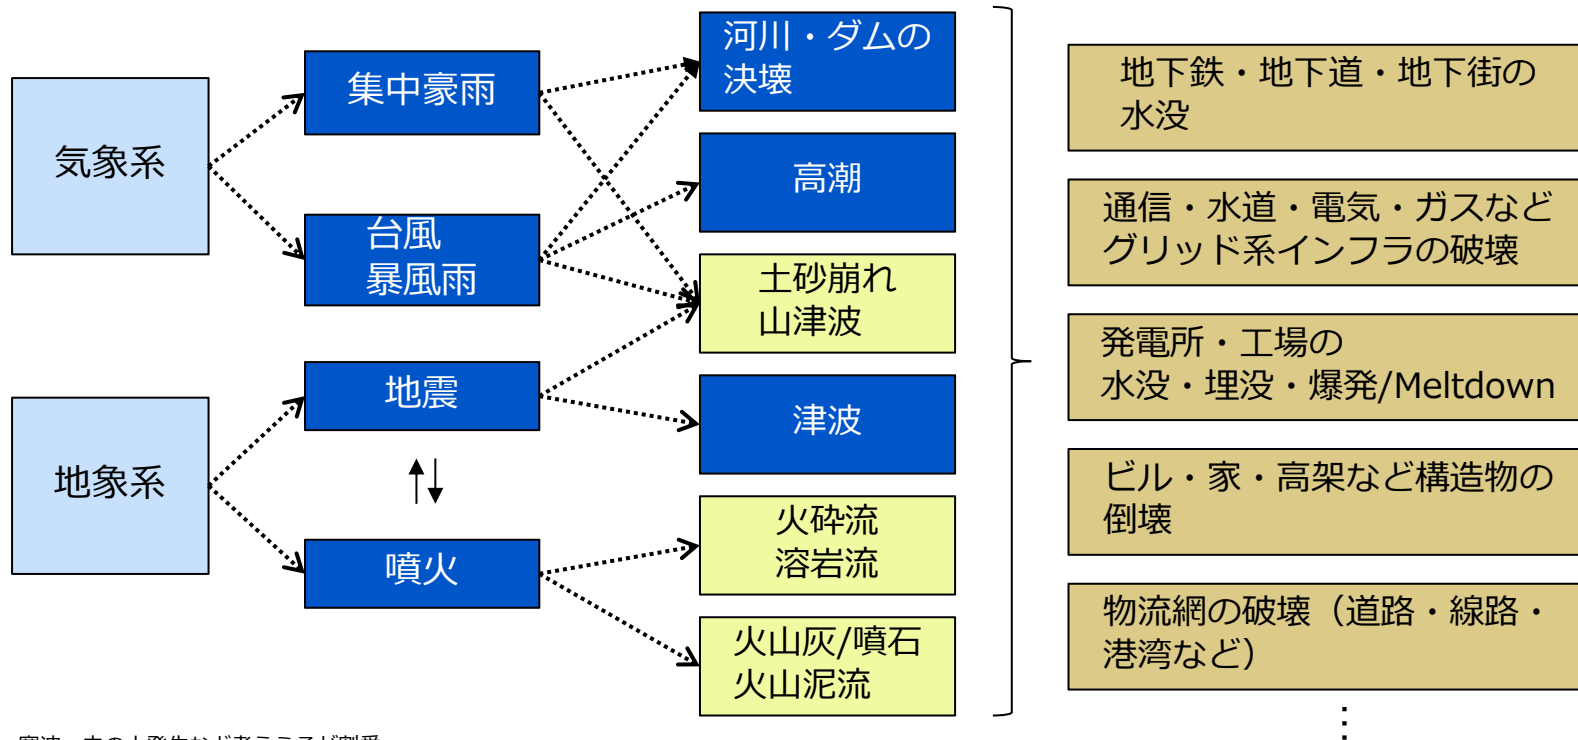 気象系
地象系
集中豪雨
台風
暴風雨
地震
噴火
河川・ダムの
決壊
高潮
土砂崩れ
山津波
津波
火砕流
溶岩流
火山灰/噴石
火山泥流
地下鉄・地下道・地下街の
水没
通信・水道・電気・ガスなど
グリッド系インフラの破壊
発電所・工場の
水没・埋没・爆発/Meltdown
ビル・家・高架など構造物の
倒壊
物流網の破壊（道路・線路・
港湾など）
⋮